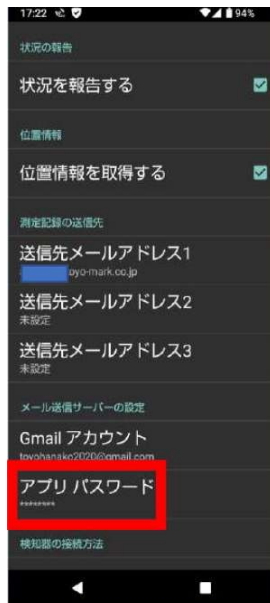 17:22
94%
状況の報告
状況を報告する
位置情報
位置情報を取得する
測定記録の送信先
送信先メールアドレス1
oyo-mark.co.jp
送信先メールアドレス2
未設定
送信先メールアドレス3
未設定
メール送信サーバーの設定
Gmail アカウント
toyohanako2020@gmail.com
アプリ パスワード
********
検知器の接続方法